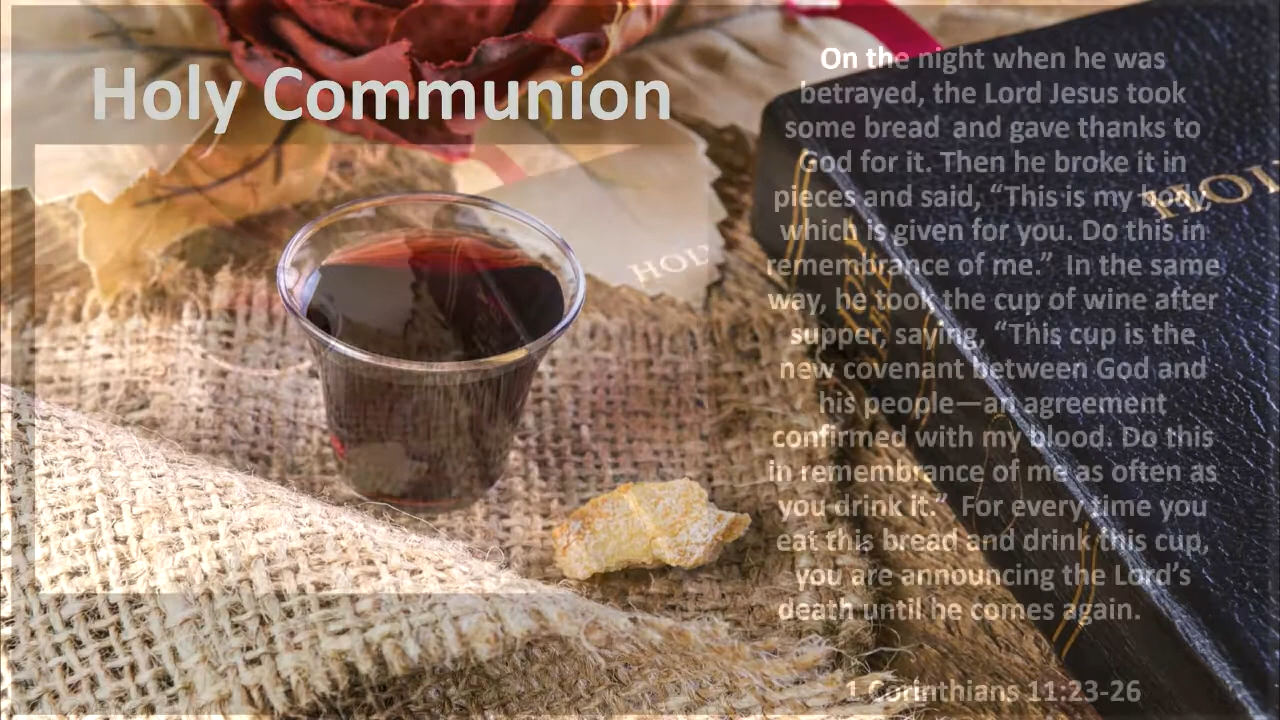 Holy Communion
On the night when he was
betrayed, the Lord Jesus took
some bread and gave thanks to
God for it. Then he broke it in
pieces and said, “This is my body,
which is given for you. Do this in
remembrance of me.” In the same
way, he took the cup of wine after
supper, saying, “This cup is the
new covenant between God and
his people—an agreement
confirmed with my blood. Do this
in remembrance of me as often as
you drink it.” For every time you
eat this bread and drink this cup,
you are announcing the Lord’s
death until he comes again.
1 Corinthians 11:23-26
HOL
HOLY